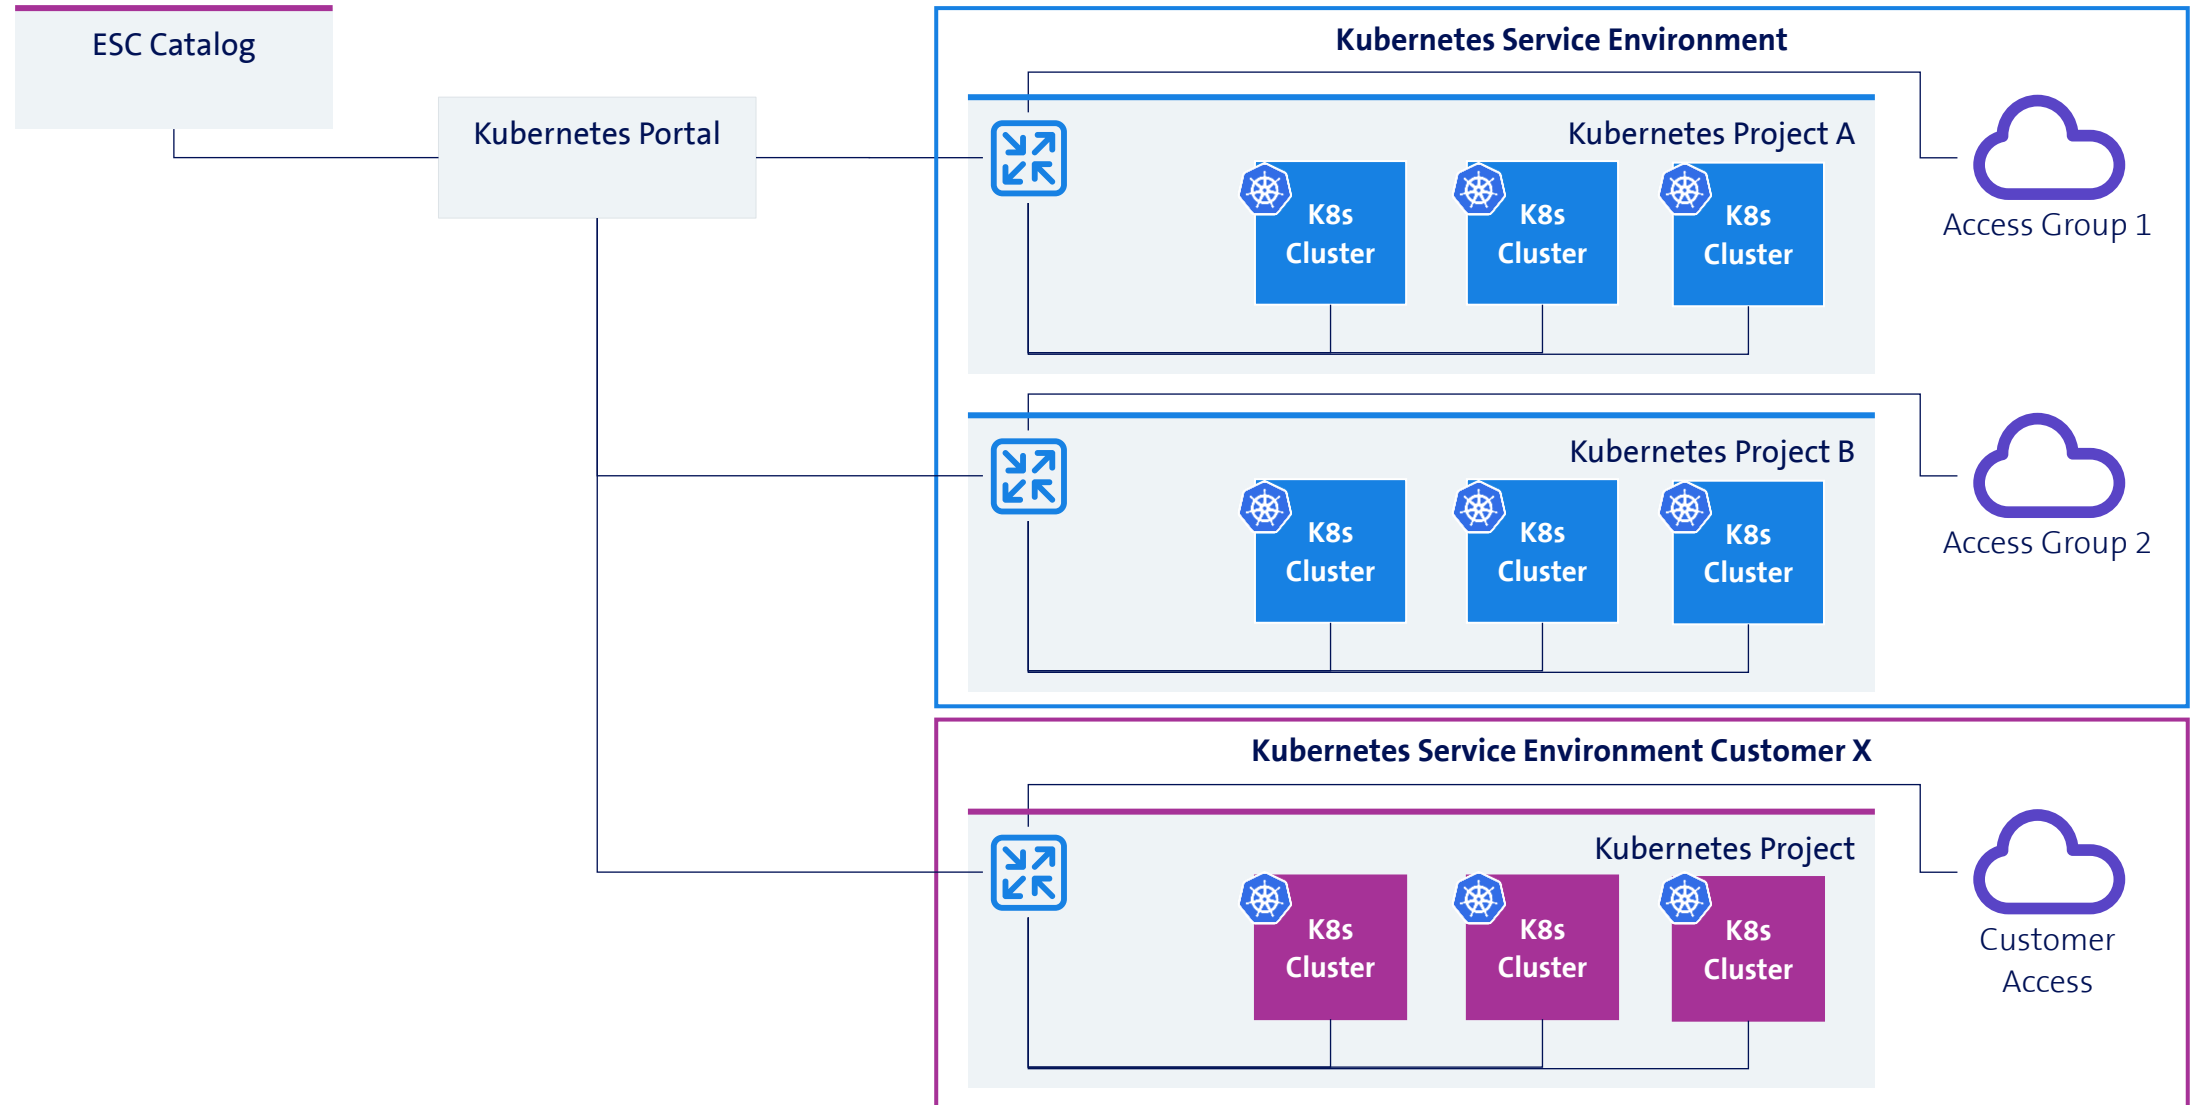 ESC Catalog
Kubernetes Portal
Kubernetes Service Environment
Kubernetes Project A
K8s
Cluster
K8s
Cluster
K8s
Cluster
Access Group 1
Kubernetes Project B
K8s
Cluster
K8s
Cluster
K8s
Cluster
Access Group 2
Kubernetes Service Environment Customer X
Kubernetes Project
K8s
Cluster
K8s
Cluster
K8s
Cluster
Customer
Access